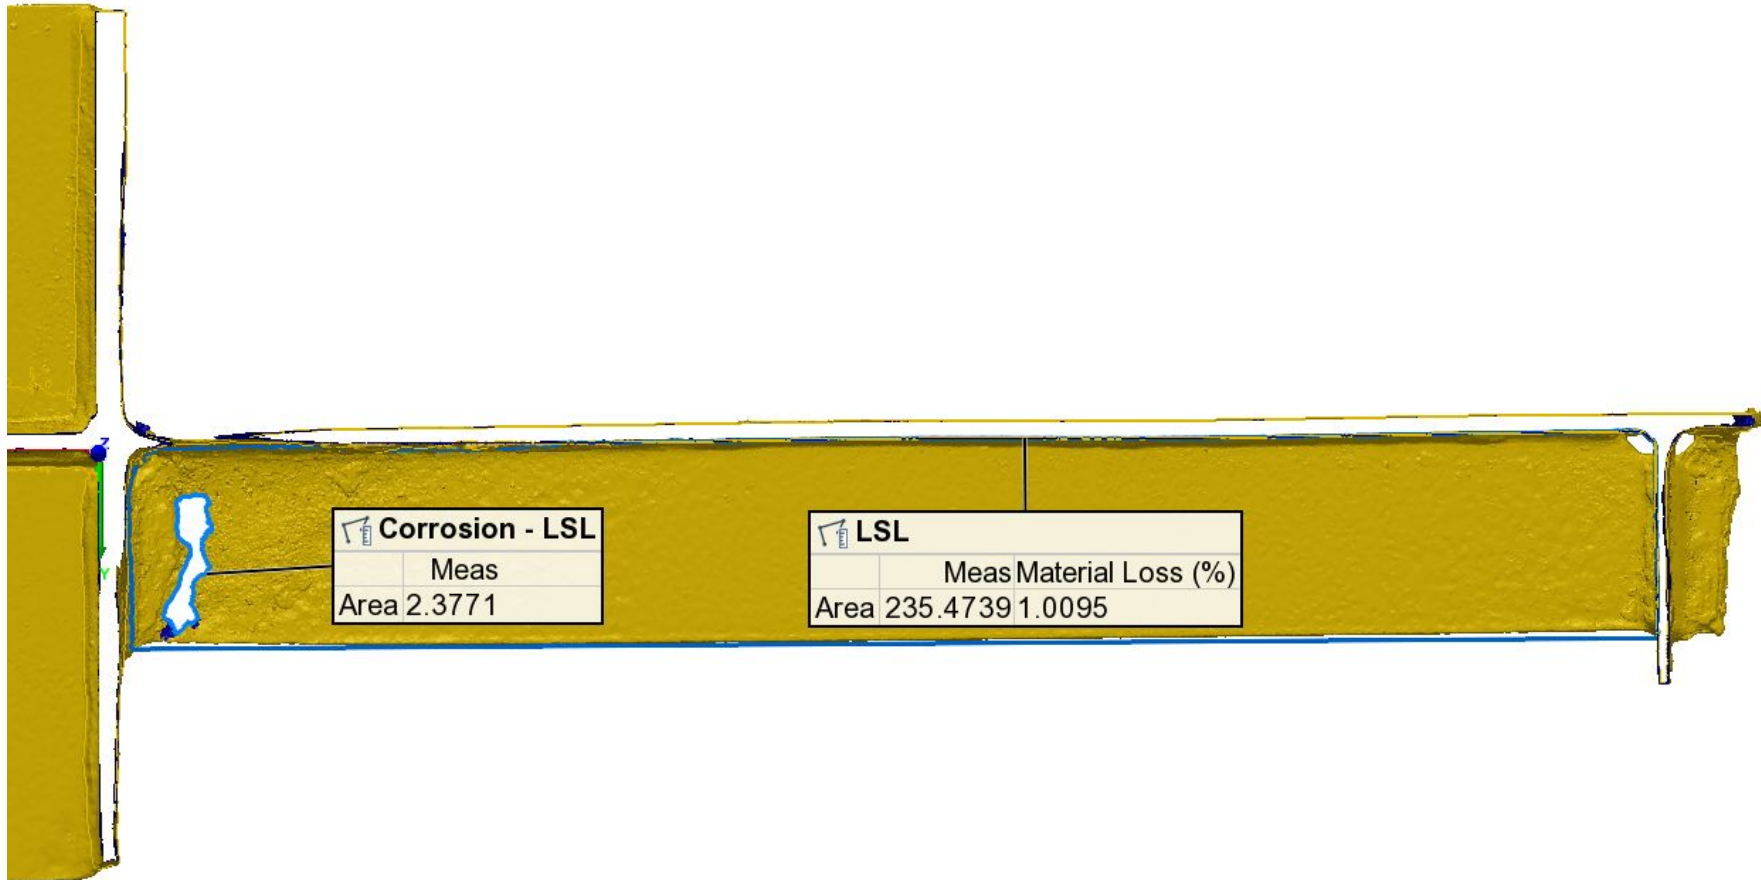 Z
Y
Corrosion - LSL
Meas
Area 2.3771
LSL
Meas Material Loss (%)
Area 235.4739 1.0095